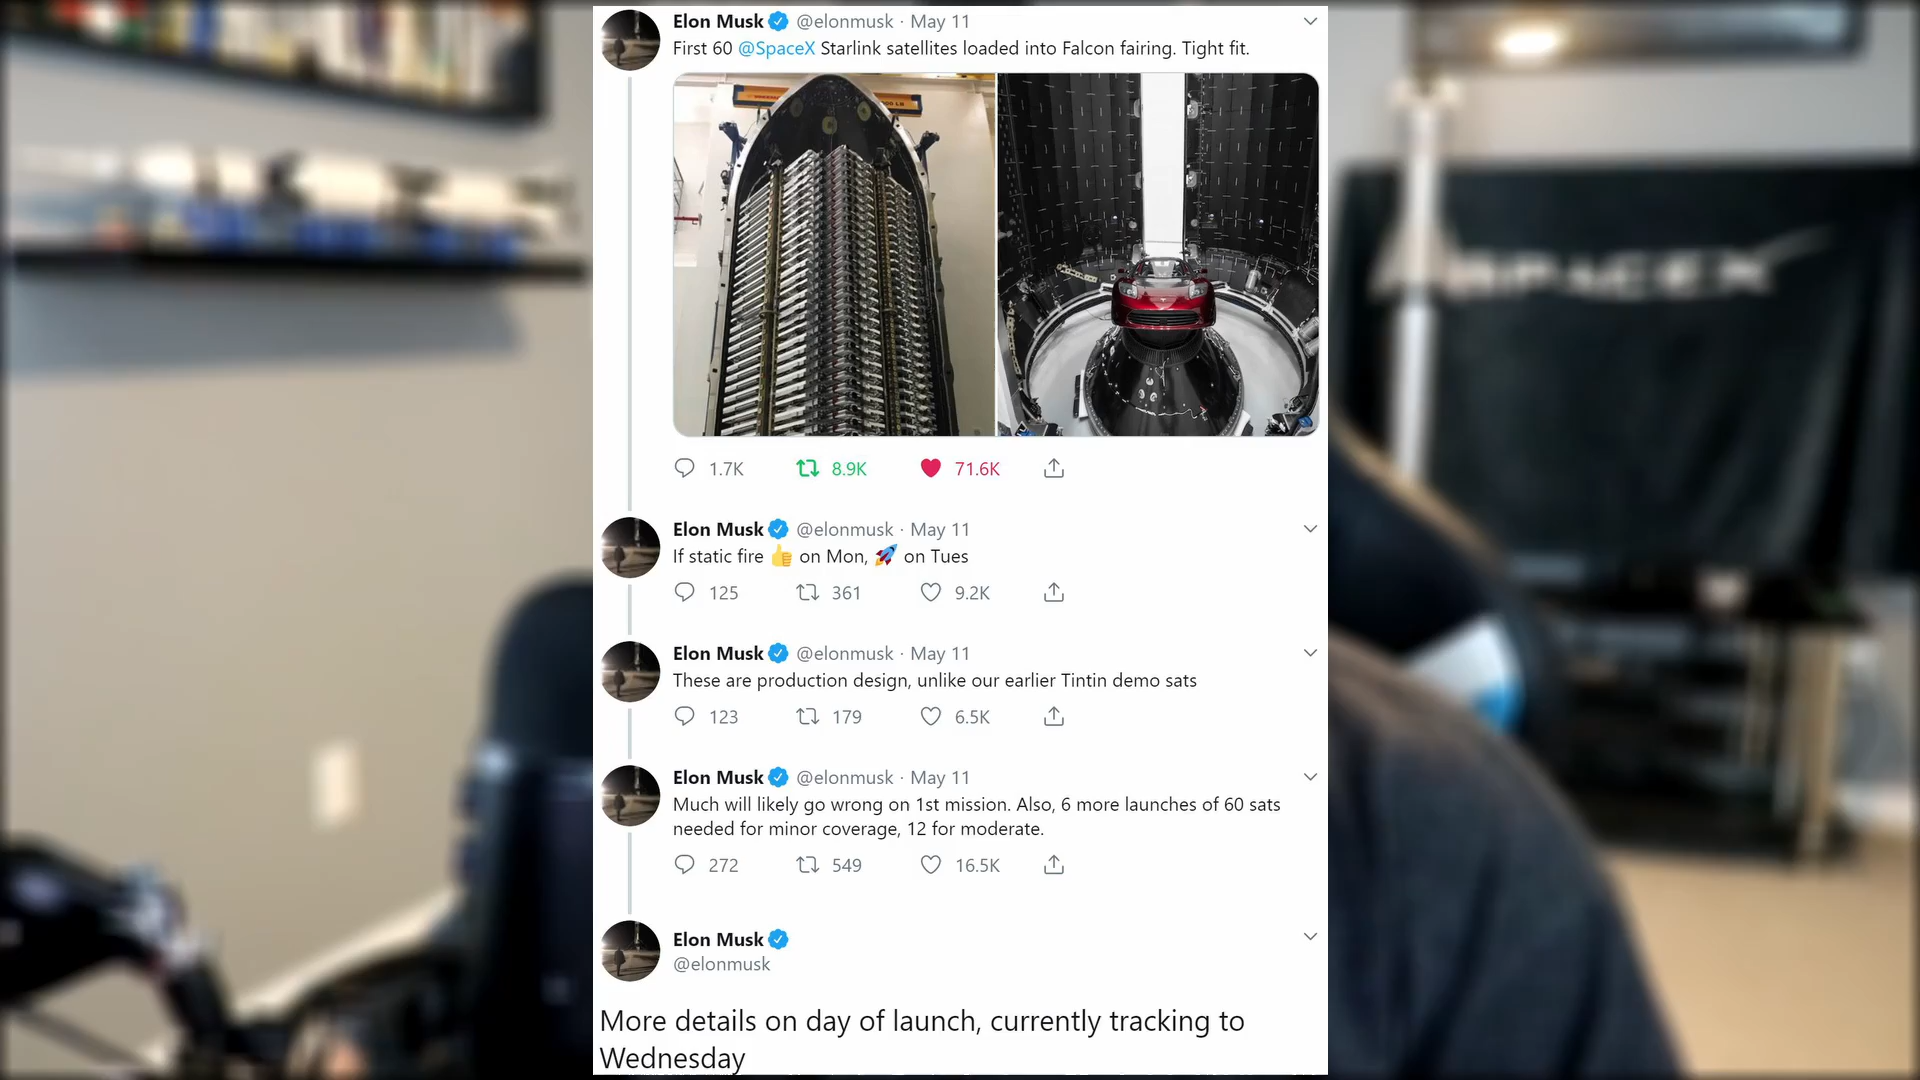 Elon Musk @elonmusk · May 11
First 60 @SpaceX Starlink satellites loaded into Falcon fairing. Tight fit.
1.7K 8.9K 71.6K
Elon Musk @elonmusk · May 11
If static fire 👍 on Mon, 🚀 on Tues
125 361 9.2K
Elon Musk @elonmusk · May 11
These are production design, unlike our earlier Tintin demo sats
123 179 6.5K
Elon Musk @elonmusk · May 11
Much will likely go wrong on 1st mission. Also, 6 more launches of 60 sats
needed for minor coverage, 12 for moderate.
272 549 16.5K
Elon Musk
@elonmusk
More details on day of launch, currently tracking to
Wednesday
SPACEX